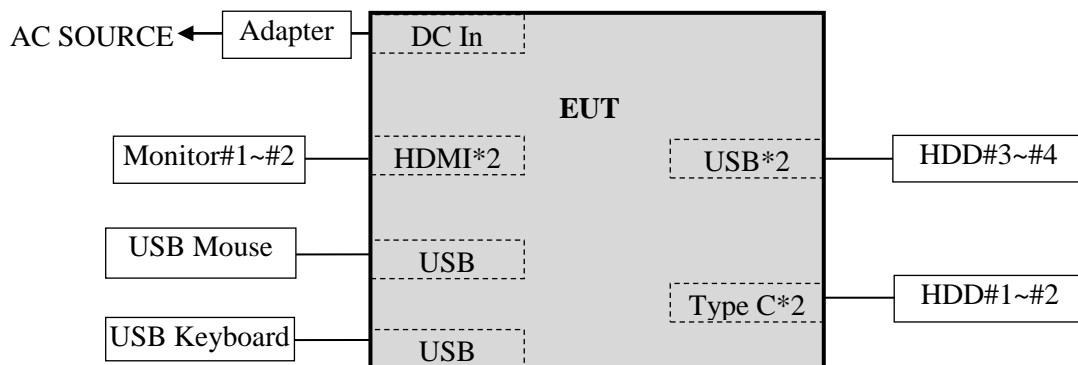 AC SOURCE
Adapter
DC In
EUT
Monitor#1~#2
HDMI*2
USB*2
HDD#3~#4
USB Mouse
USB
Type C*2
HDD#1~#2
USB Keyboard
USB